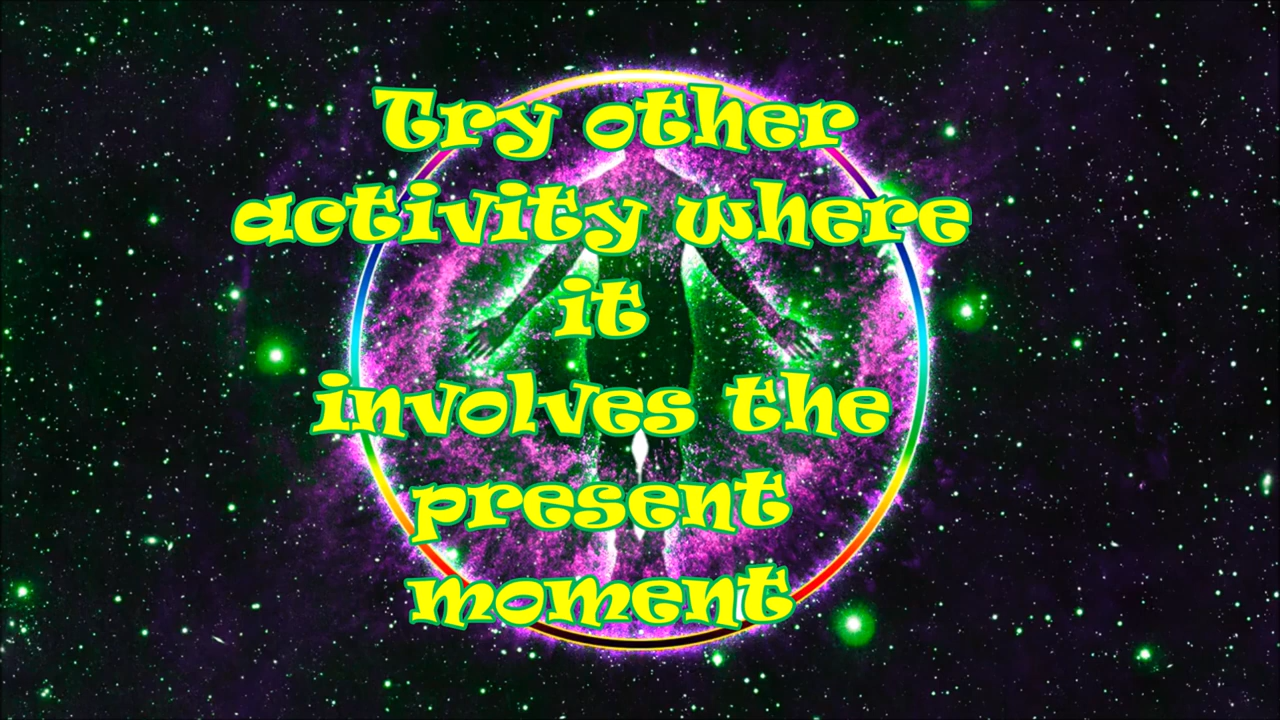 Try other
activity where
it
involves the
present
moment